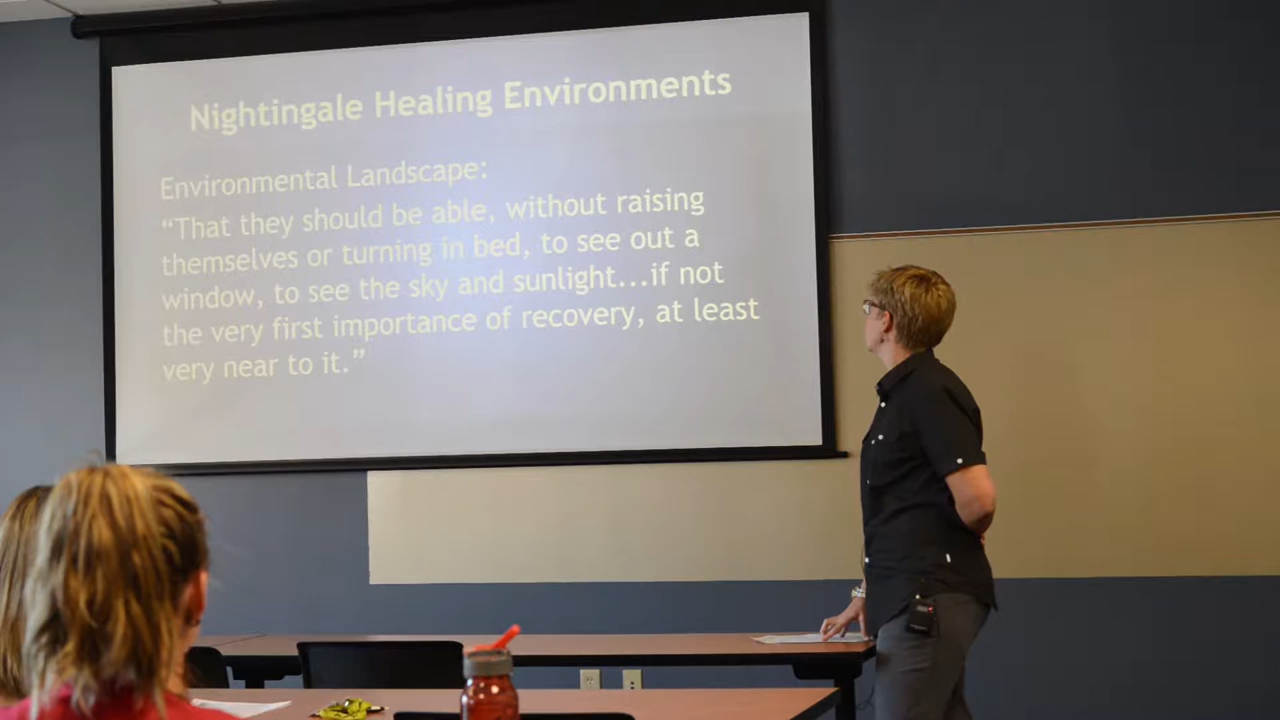 Nightingale Healing Environments
Environmental Landscape:
“That they should be able, without raising
themselves or turning in bed, to see out a
window, to see the sky and sunlight...if not
the very first importance of recovery, at least
very near to it.”